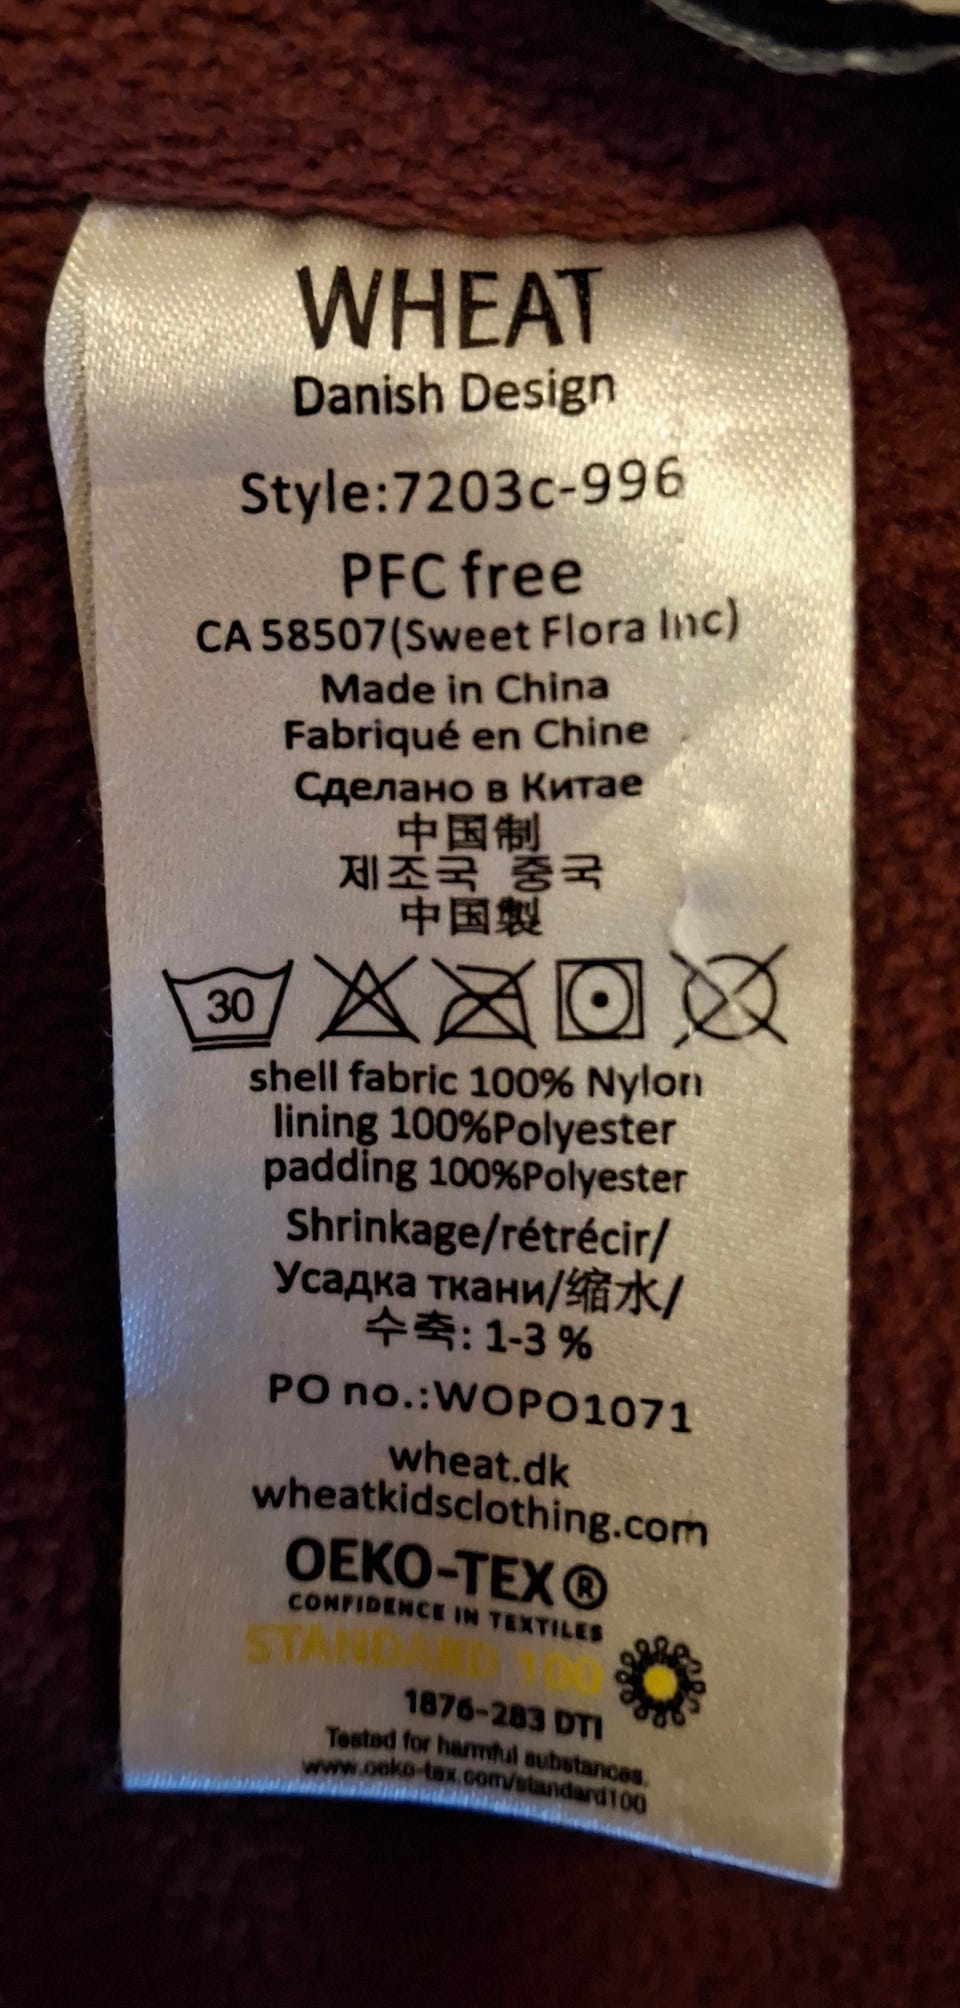 WHEAT
Danish Design
Style:7203c-996
PFC free
CA 58507(Sweet Flora Inc)
Made in China
Fabriqué en Chine
Сделано в Китае
中国制
제조국 중국
中国製
30
shell fabric 100% Nylon
lining 100%Polyester
padding 100%Polyester
Shrinkage/rétrécir/
Усадка ткани/缩水/
수축: 1-3 %
PO no.:WOPO1071
wheat.dk
wheatkidsclothing.com
OEKO-TEX®
CONFIDENCE IN TEXTILES
STANDARD 100
1876-283 DTI
Tested for harmful substances.
www.oeko-tex.com/standard100